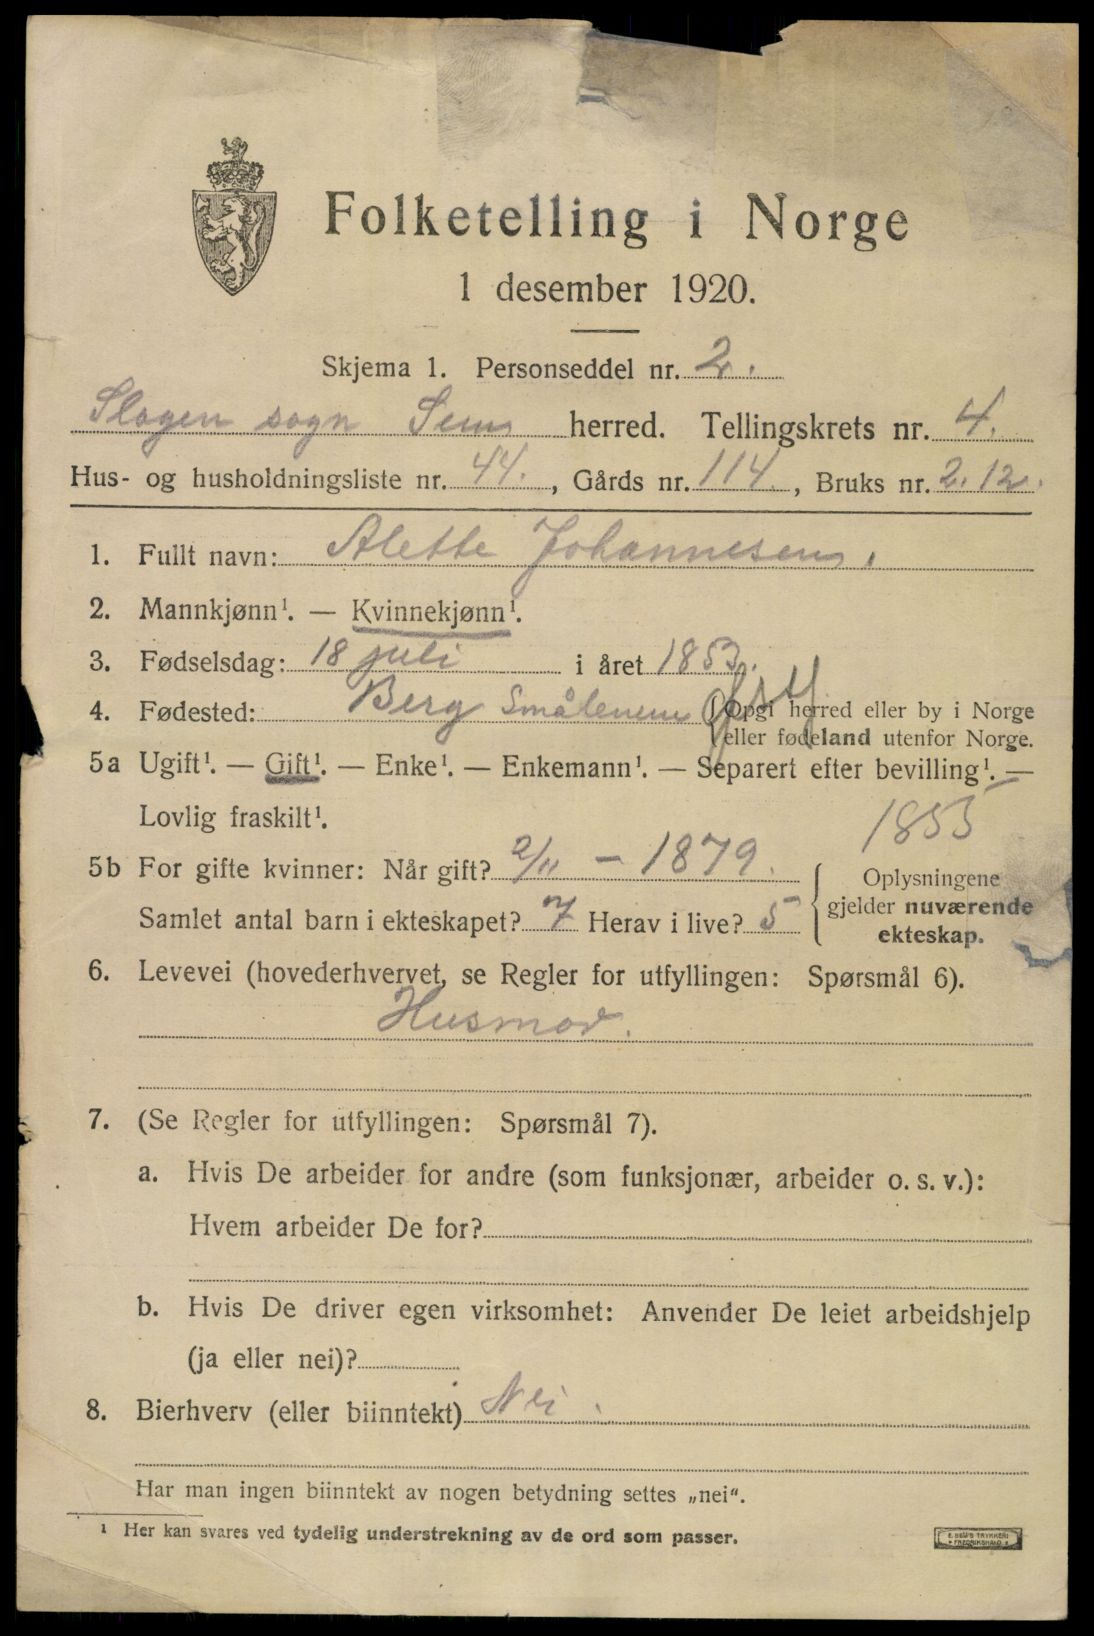 Folketelling i Norge
1 desember 1920.
Skjema 1. Personseddel nr. 2.
Slagen sogn Sem herred. Tellingskrets nr. 4.
Hus- og husholdningsliste nr. 44., Gårds nr. 114., Bruks nr. 2.12.
1. Fullt navn: Alette Johannesen.
2. Mannkjønn¹. — Kvinnekjønn¹.
3. Fødselsdag: 18 juli i året 1853.
4. Fødested: Berg Smålenene (Opgi herred eller by i Norge
eller fødeland utenfor Norge.
5a Ugift¹. — Gift¹. — Enke¹. — Enkemann¹. — Separert efter bevilling¹. —
Lovlig fraskilt¹.
1853
5b For gifte kvinner: Når gift? 2/11 — 1879.
Samlet antal barn i ekteskapet? 7 Herav i live? 5
Oplysningene
gjelder nuværende
ekteskap.
6. Levevei (hovederhvervet, se Regler for utfyllingen: Spørsmål 6).
Husmor.
7. (Se Regler for utfyllingen: Spørsmål 7).
a. Hvis De arbeider for andre (som funksjonær, arbeider o. s. v.):
Hvem arbeider De for?
b. Hvis De driver egen virksomhet: Anvender De leiet arbeidshjelp
(ja eller nei)?
8. Bierhverv (eller biinntekt) Nei.
Har man ingen biinntekt av nogen betydning settes „nei“.
¹ Her kan svares ved tydelig understrekning av de ord som passer.
E. SEM'S TRYKKERI
FREDRIKSHALD